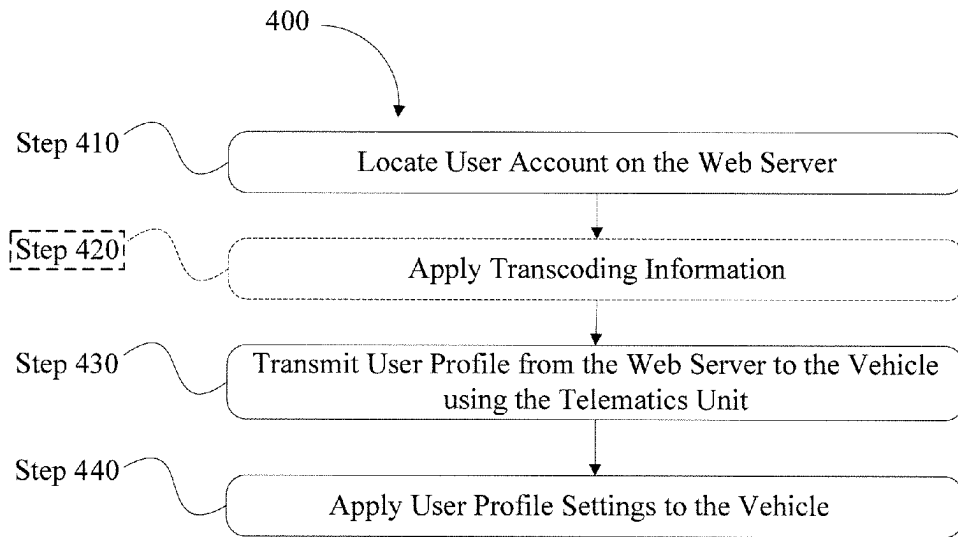 400
Step 410
Locate User Account on the Web Server
Step 420
Apply Transcoding Information
Step 430
Transmit User Profile from the Web Server to the Vehicle
using the Telematics Unit
Step 440
Apply User Profile Settings to the Vehicle